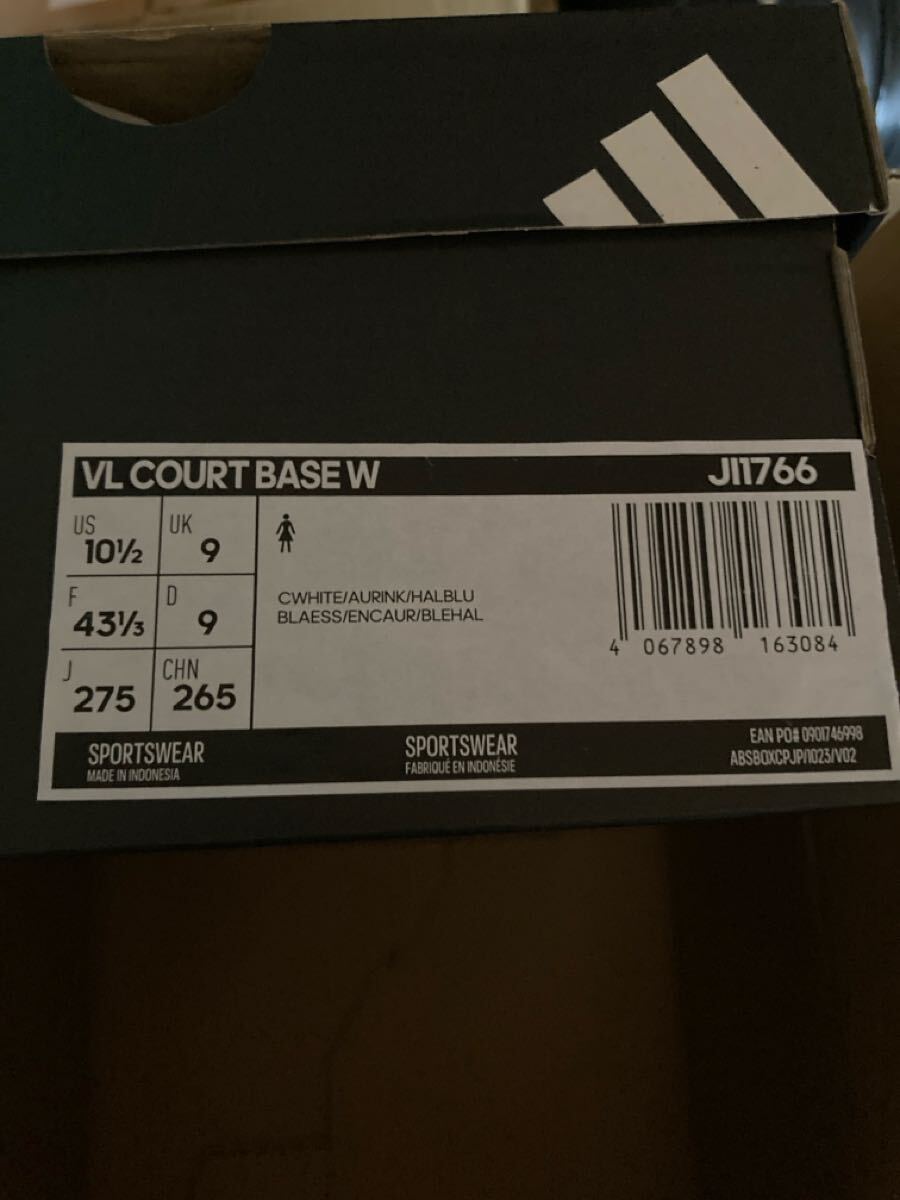 VL COURT BASE W JI1766
US 10½ UK 9
F 43⅓ D 9
J 275 CHN 265
CWHITE/AURINK/HALBLU
BLAESS/ENCAUR/BLEHAL
4 067898 163084
SPORTSWEAR
MADE IN INDONESIA
SPORTSWEAR
FABRIQUÉ EN INDONÉSIE
EAN PO# 0901746998
ABSBOXCPJP/1023/V02